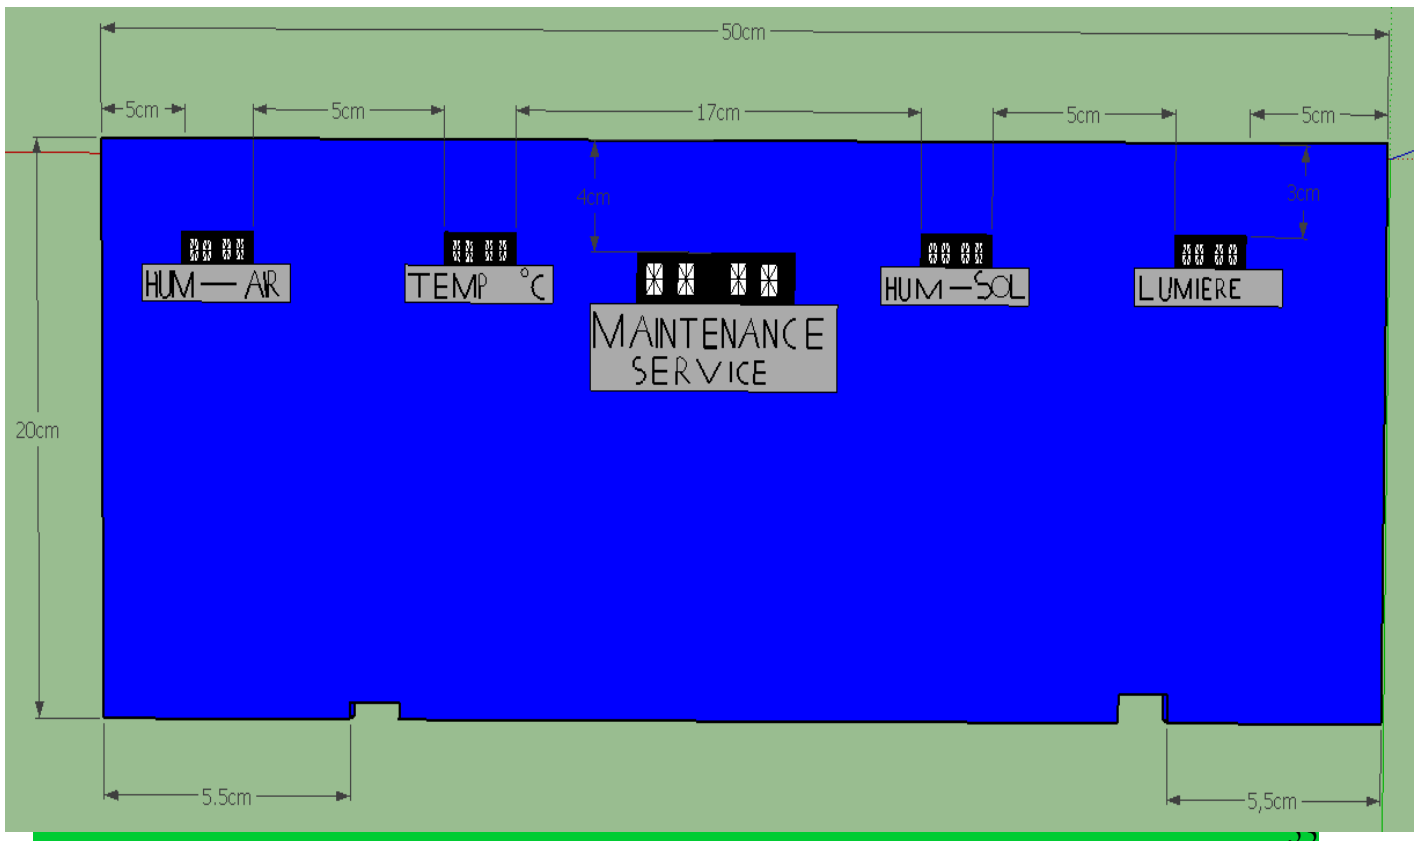 50cm
5cm
5cm
17cm
5cm
5cm
4cm
3cm
HUM-AIR
TEMP °C
HUM-SOL
LUMIERE
MAINTENANCE
SERVICE
20cm
5.5cm
5,5cm